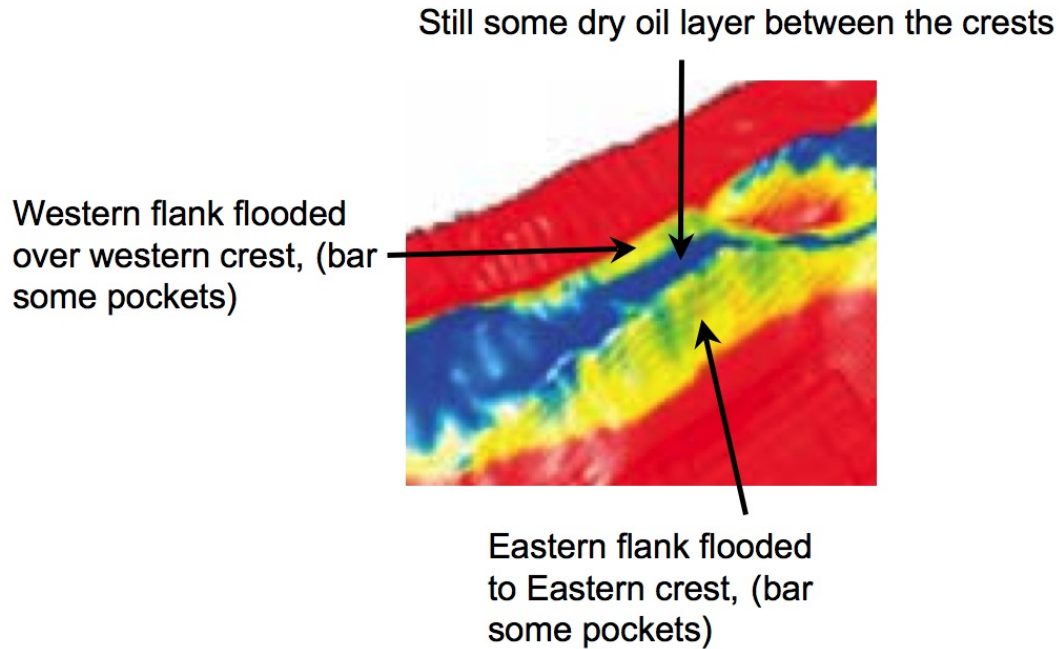 Still some dry oil layer between the crests
Western flank flooded
over western crest, (bar
some pockets)
Eastern flank flooded
to Eastern crest, (bar
some pockets)